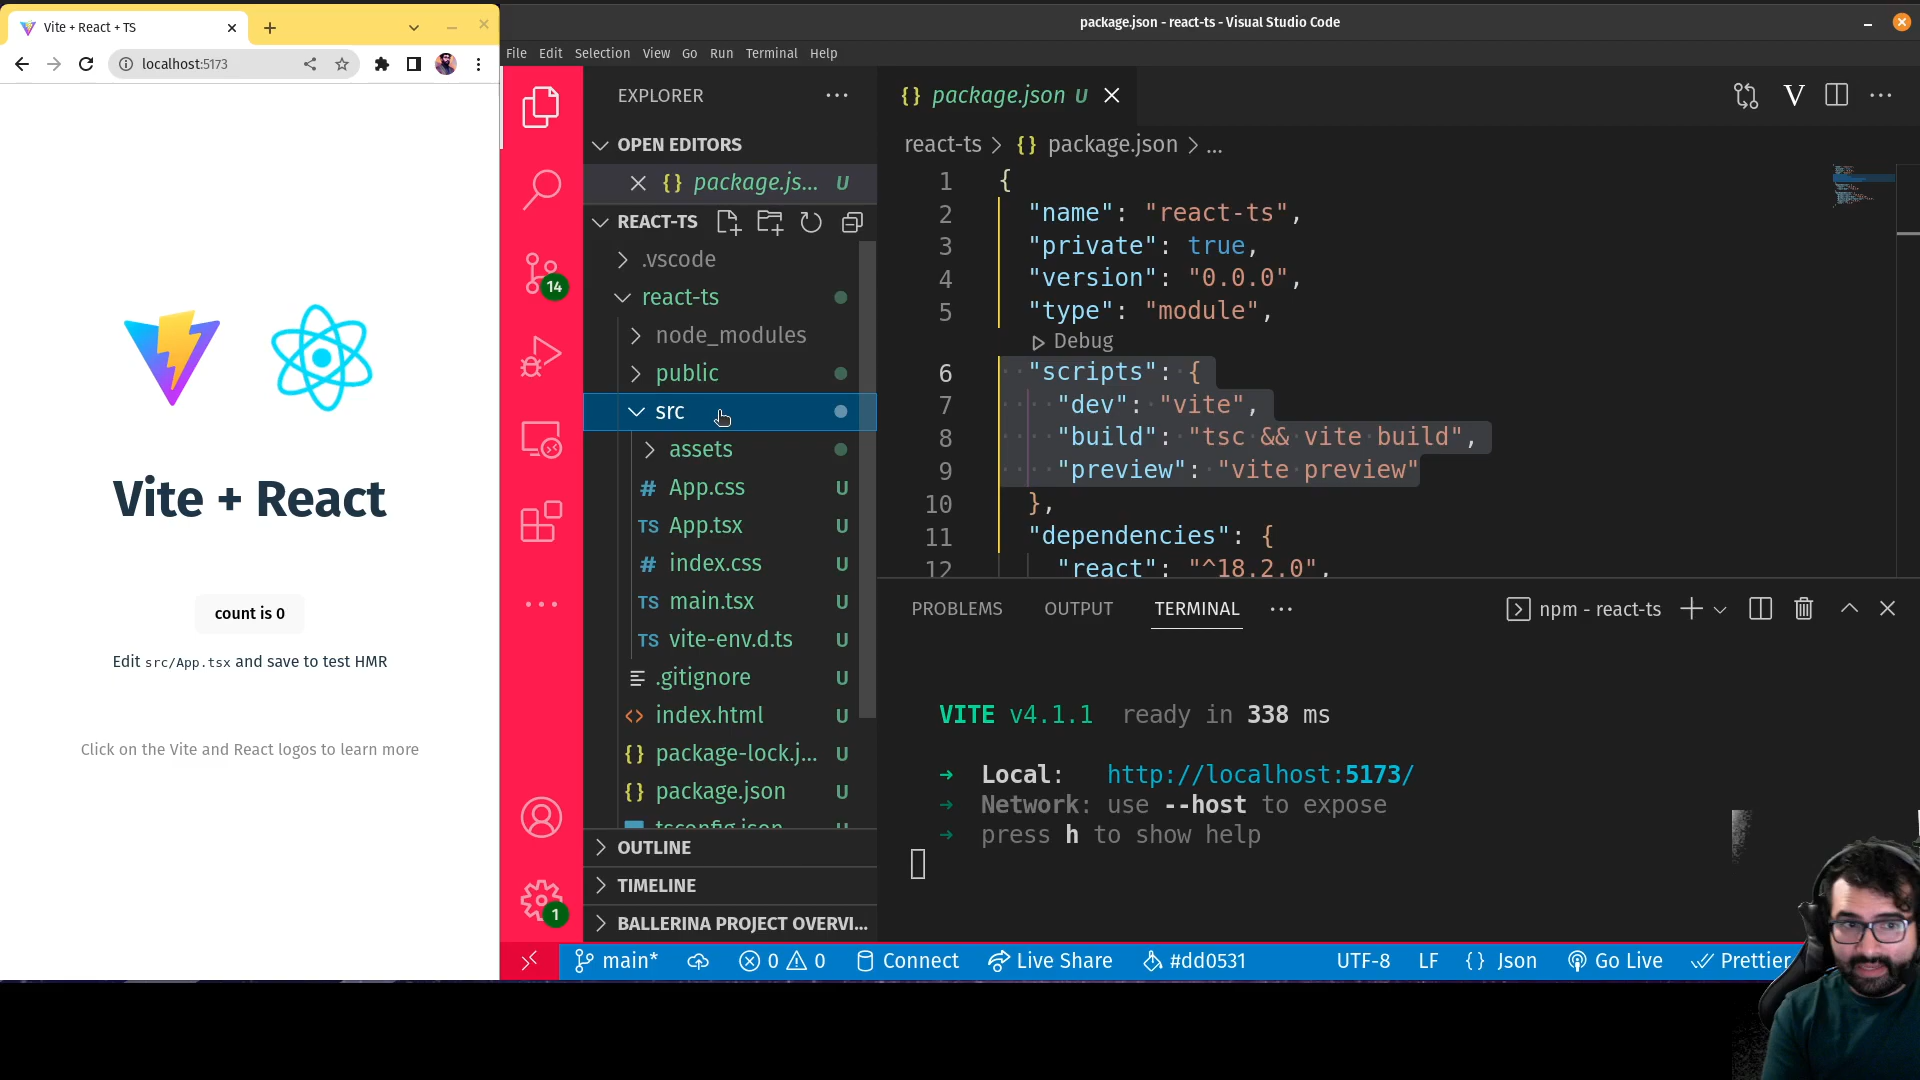 Vite + React + TS
localhost:5173
Vite + React
count is 0
Edit src/App.tsx and save to test HMR
Click on the Vite and React logos to learn more
package.json - react-ts - Visual Studio Code
File Edit Selection View Go Run Terminal Help
14
1
EXPLORER
OPEN EDITORS
package.js... U
REACT-TS
.vscode
react-ts
node_modules
public
src
assets
App.css U
App.tsx U
index.css U
main.tsx U
vite-env.d.ts U
.gitignore U
index.html U
package-lock.j... U
package.json U
tsconfig.json U
OUTLINE
TIMELINE
BALLERINA PROJECT OVERVI...
package.json U
react-ts > {} package.json > ...
1 {
2 "name": "react-ts",
3 "private": true,
4 "version": "0.0.0",
5 "type": "module",
Debug
6 "scripts": {
7 "dev": "vite",
8 "build": "tsc && vite build",
9 "preview": "vite preview"
10 },
11 "dependencies": {
12 "react": "^18.2.0",
PROBLEMS OUTPUT TERMINAL ...
npm - react-ts
VITE v4.1.1 ready in 338 ms
➜ Local: http://localhost:5173/
➜ Network: use --host to expose
➜ press h to show help
main* 0 0 Connect Live Share #dd0531 UTF-8 LF {} Json Go Live Prettier